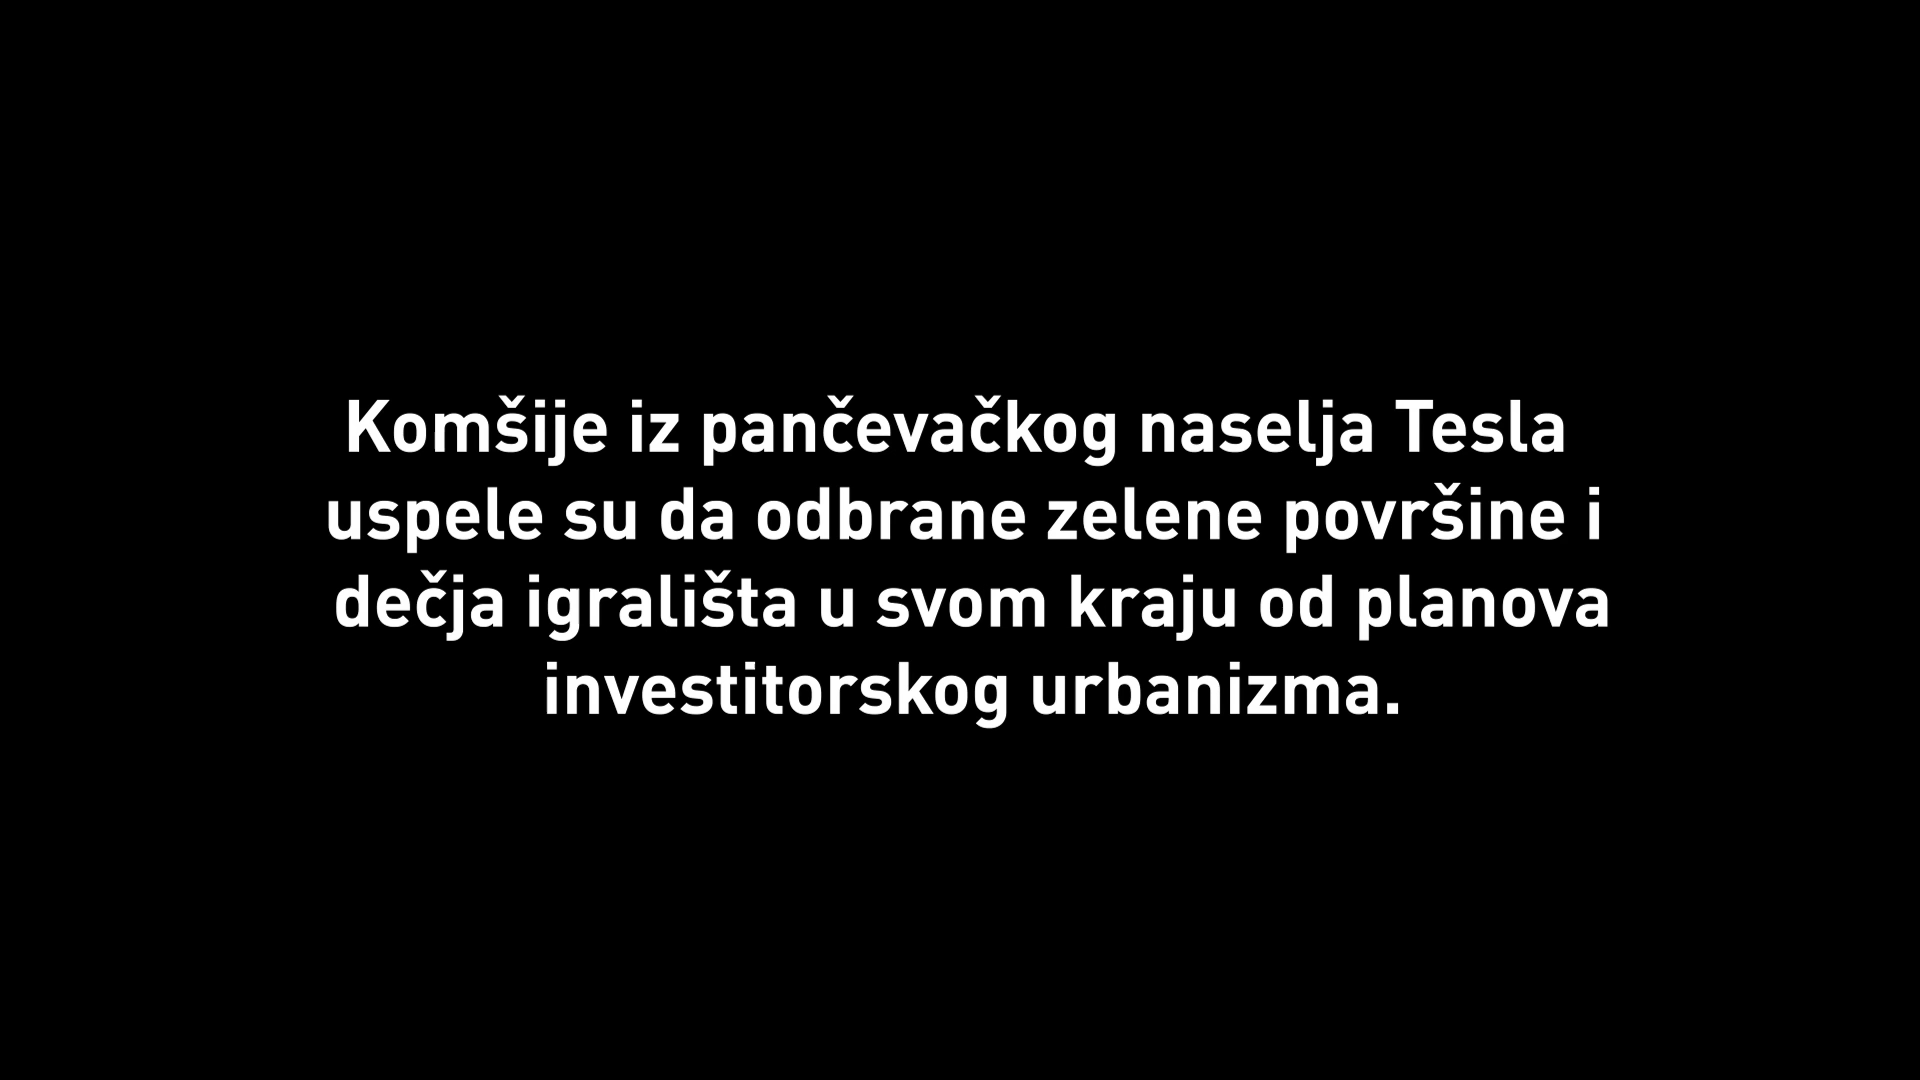 Komšije iz pančevačkog naselja Tesla
uspele su da odbrane zelene površine i
dečja igrališta u svom kraju od planova
investitorskog urbanizma.